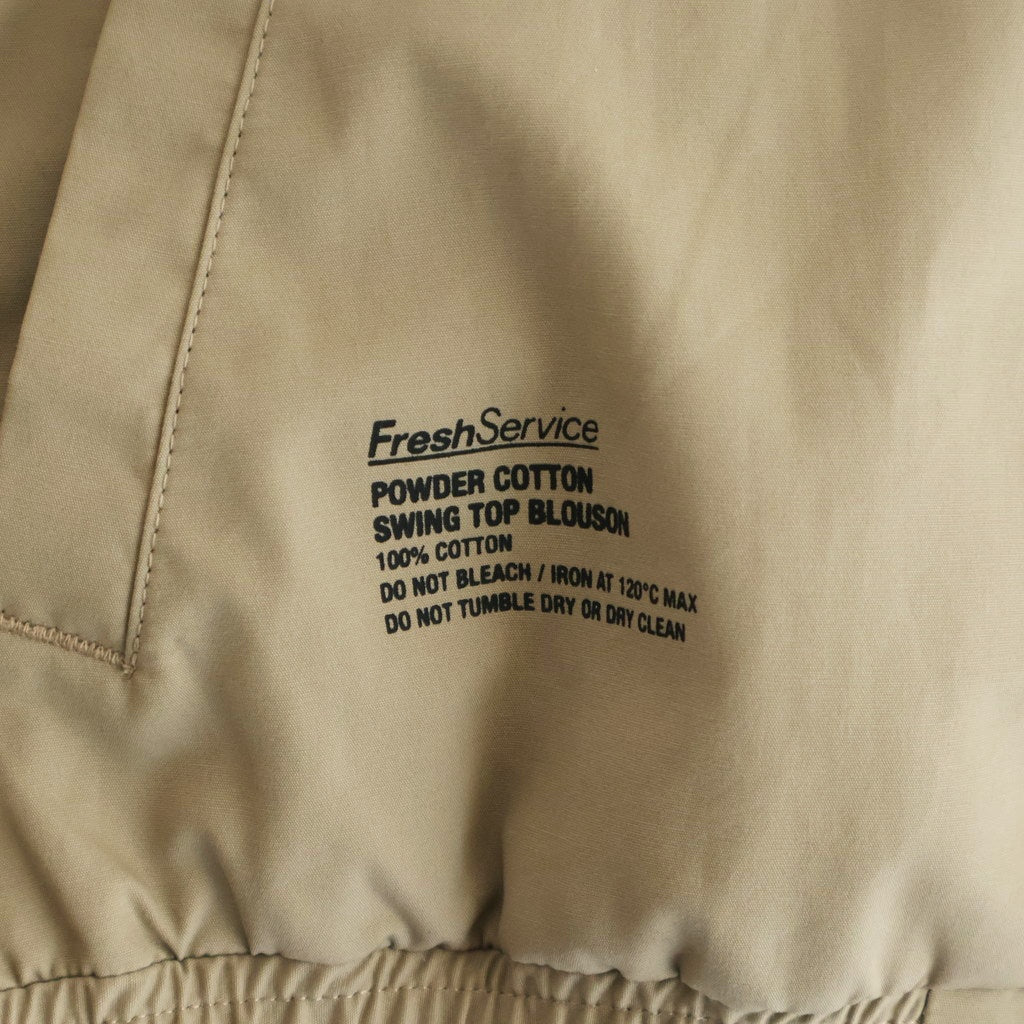 FreshService
POWDER COTTON
SWING TOP BLOUSON
100% COTTON
DO NOT BLEACH / IRON AT 120°C MAX
DO NOT TUMBLE DRY OR DRY CLEAN